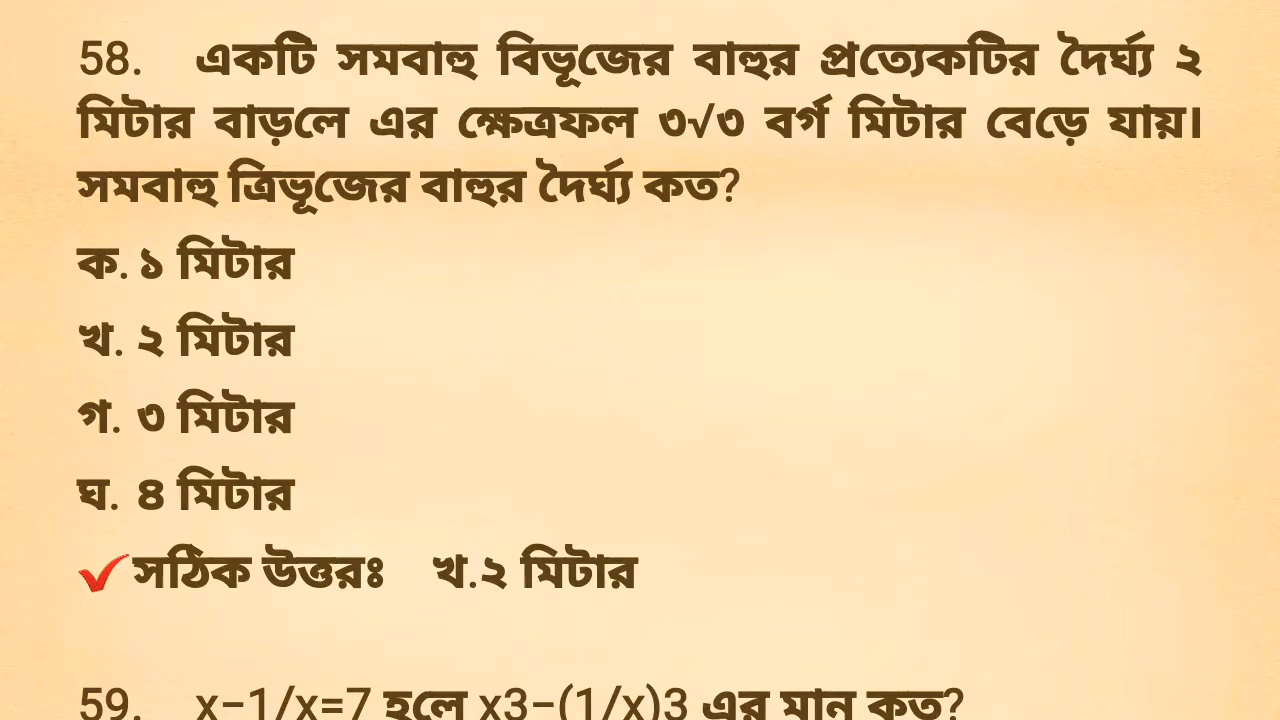 58. একটি সমবাহু বিভূজের বাহুর প্রত্যেকটির দৈর্ঘ্য ২
মিটার বাড়লে এর ক্ষেত্রফল ৩√৩ বর্গ মিটার বেড়ে যায়।
সমবাহু ত্রিভূজের বাহুর দৈর্ঘ্য কত?
ক. ১ মিটার
খ. ২ মিটার
গ. ৩ মিটার
ঘ. ৪ মিটার
✓সঠিক উত্তরঃ খ.২ মিটার
59. x−1/x=7 হলে x3−(1/x)3 এর মান কত?